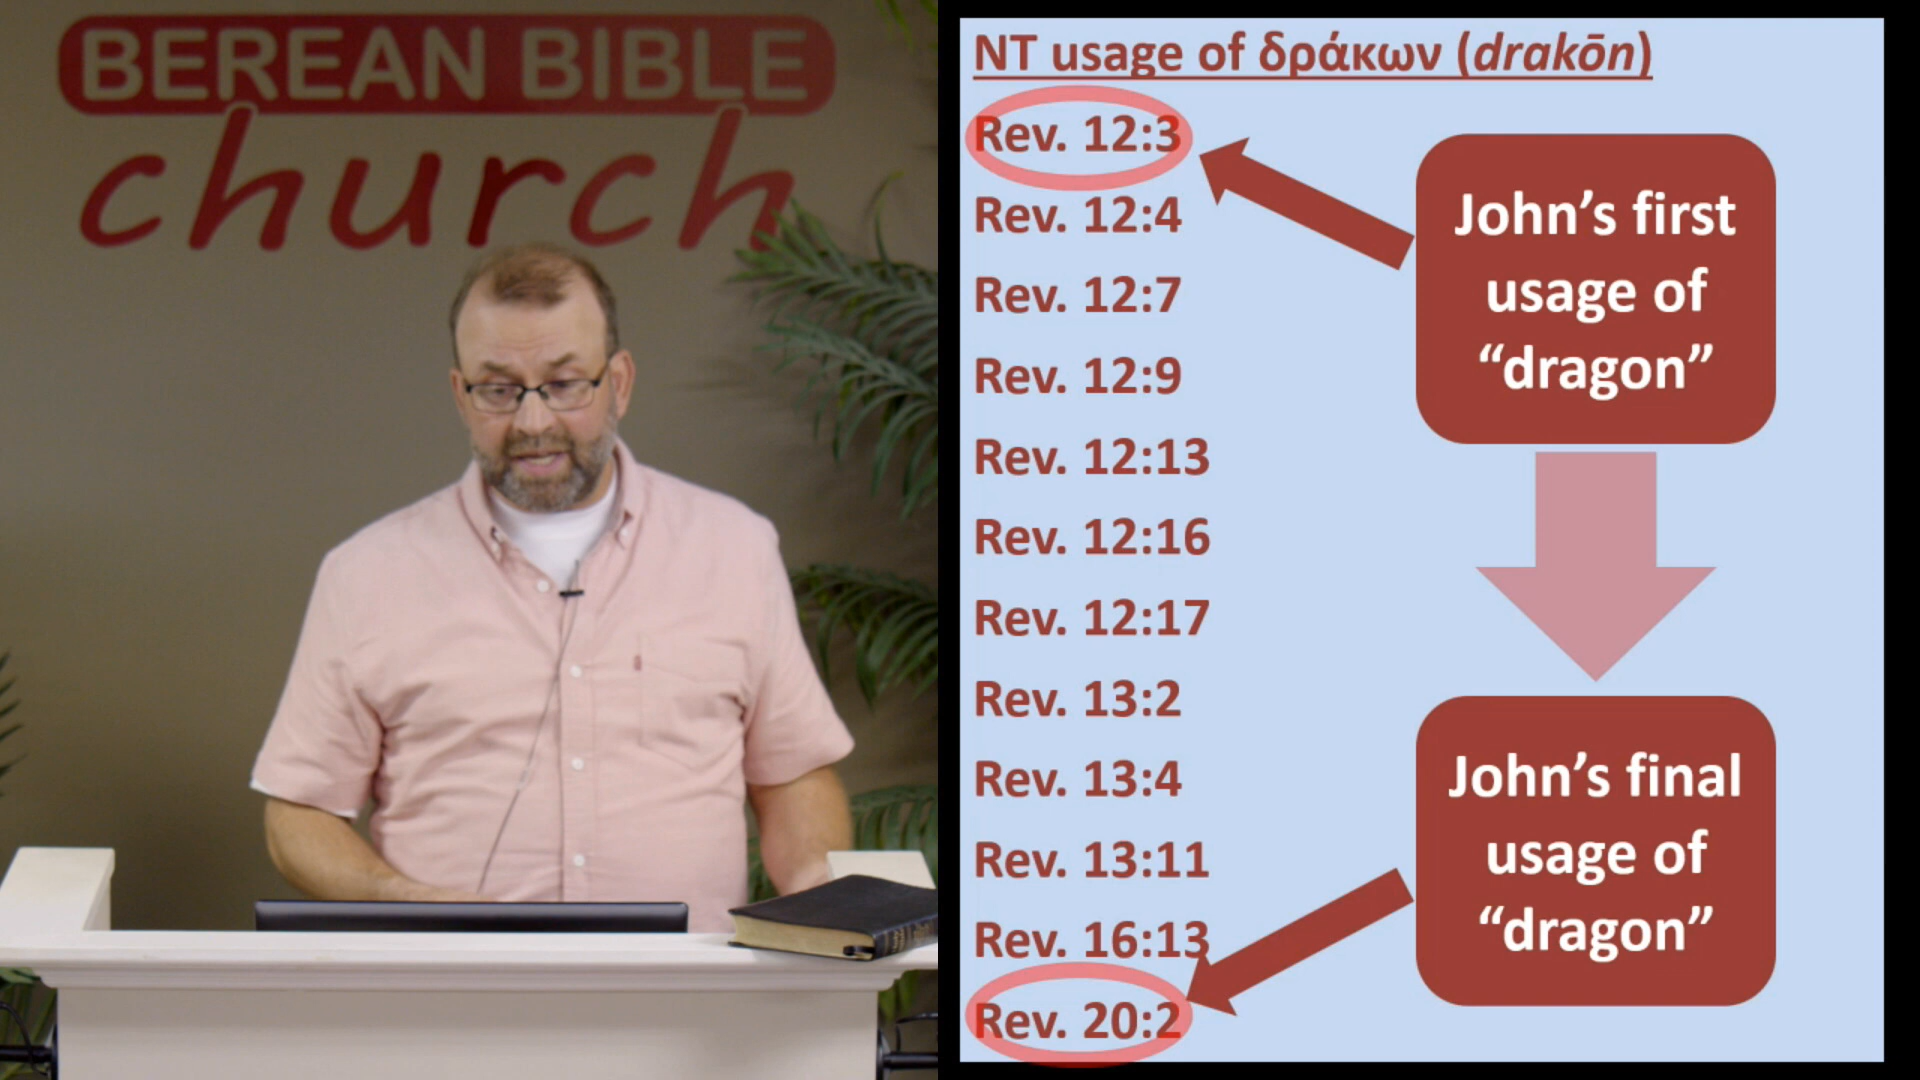 BEREAN BIBLE
church
NT usage of δράκων (drakōn)
Rev. 12:3
Rev. 12:4
Rev. 12:7
Rev. 12:9
Rev. 12:13
Rev. 12:16
Rev. 12:17
Rev. 13:2
Rev. 13:4
Rev. 13:11
Rev. 16:13
Rev. 20:2
John’s first
usage of
“dragon”
John’s final
usage of
“dragon”